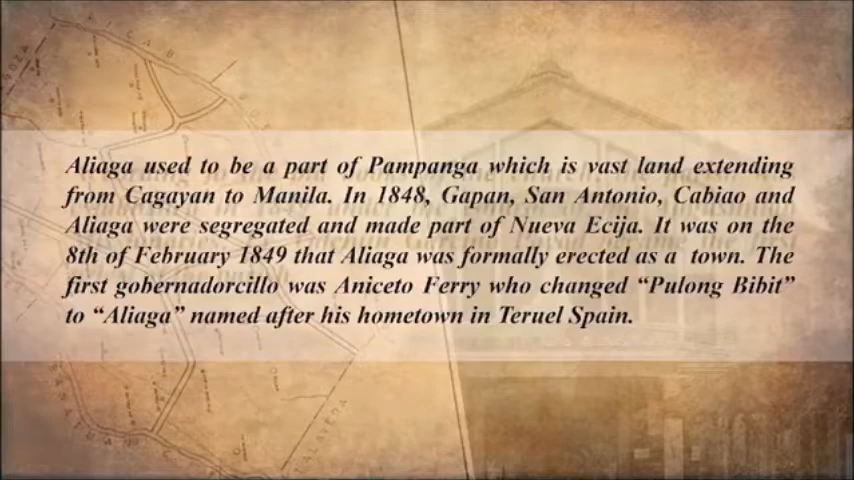 Aliaga used to be a part of Pampanga which is vast land extending
from Cagayan to Manila. In 1848, Gapan, San Antonio, Cabiao and
Aliaga were segregated and made part of Nueva Ecija. It was on the
8th of February 1849 that Aliaga was formally erected as a town. The
first gobernadorcillo was Aniceto Ferry who changed “Pulong Bibit”
to “Aliaga” named after his hometown in Teruel Spain.
TALAVERA